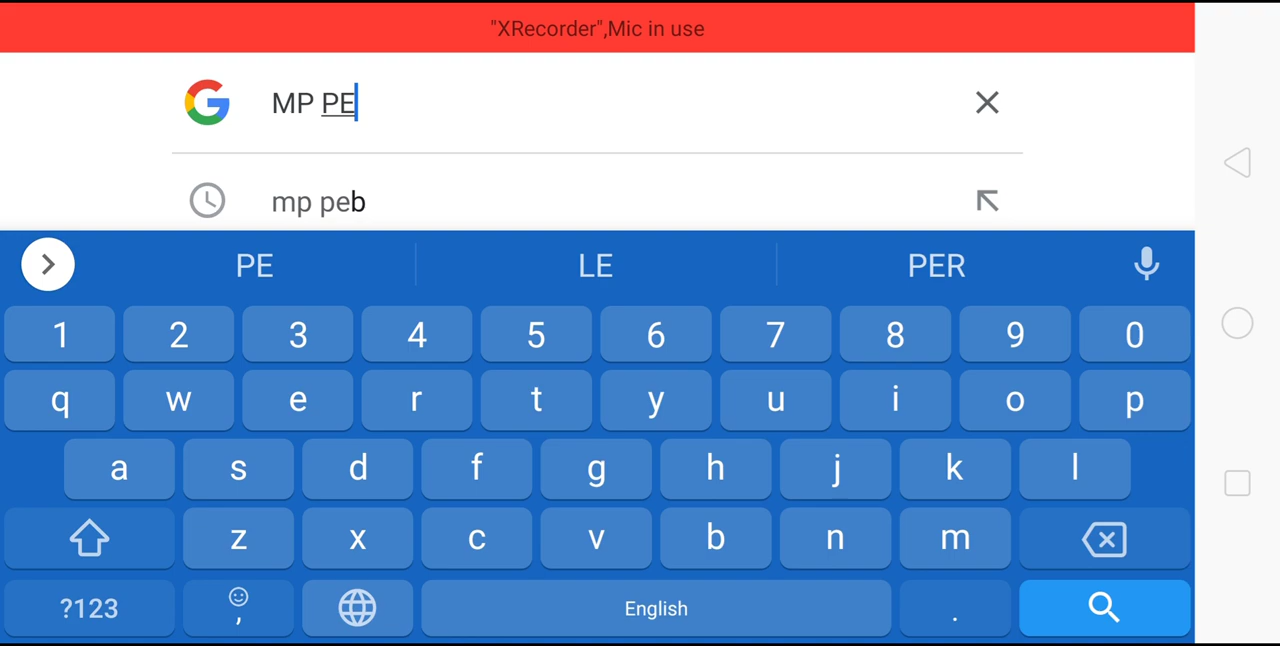 "XRecorder",Mic in use
MP PE
mp peb
PE LE PER
1 2 3 4 5 6 7 8 9 0
q w e r t y u i o p
a s d f g h j k l
z x c v b n m
?123 , English .